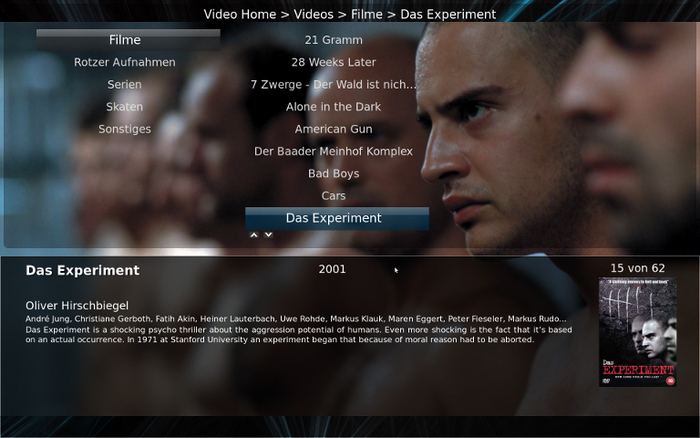 Video Home > Videos > Filme > Das Experiment
Filme
Rotzer Aufnahmen
Serien
Skaten
Sonstiges
21 Gramm
28 Weeks Later
7 Zwerge - Der Wald ist nich...
Alone in the Dark
American Gun
Der Baader Meinhof Komplex
Bad Boys
Cars
Das Experiment
Das Experiment
2001
15 von 62
Oliver Hirschbiegel
André Jung, Christiane Gerboth, Fatih Akin, Heiner Lauterbach, Uwe Rohde, Markus Klauk, Maren Eggert, Peter Fieseler, Markus Rudo...
Das Experiment is a shocking psycho thriller about the aggression potential of humans. Even more shocking is the fact that it's based
on an actual occurrence. In 1971 at Stanford University an experiment began that because of moral reason had to be aborted.
Das
EXPERIMENT